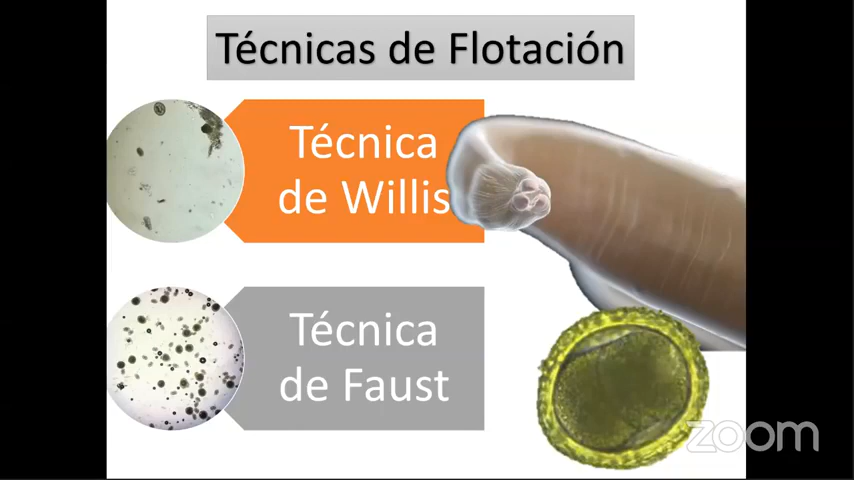 Técnicas de Flotación
Técnica
de Willis
Técnica
de Faust
zoom